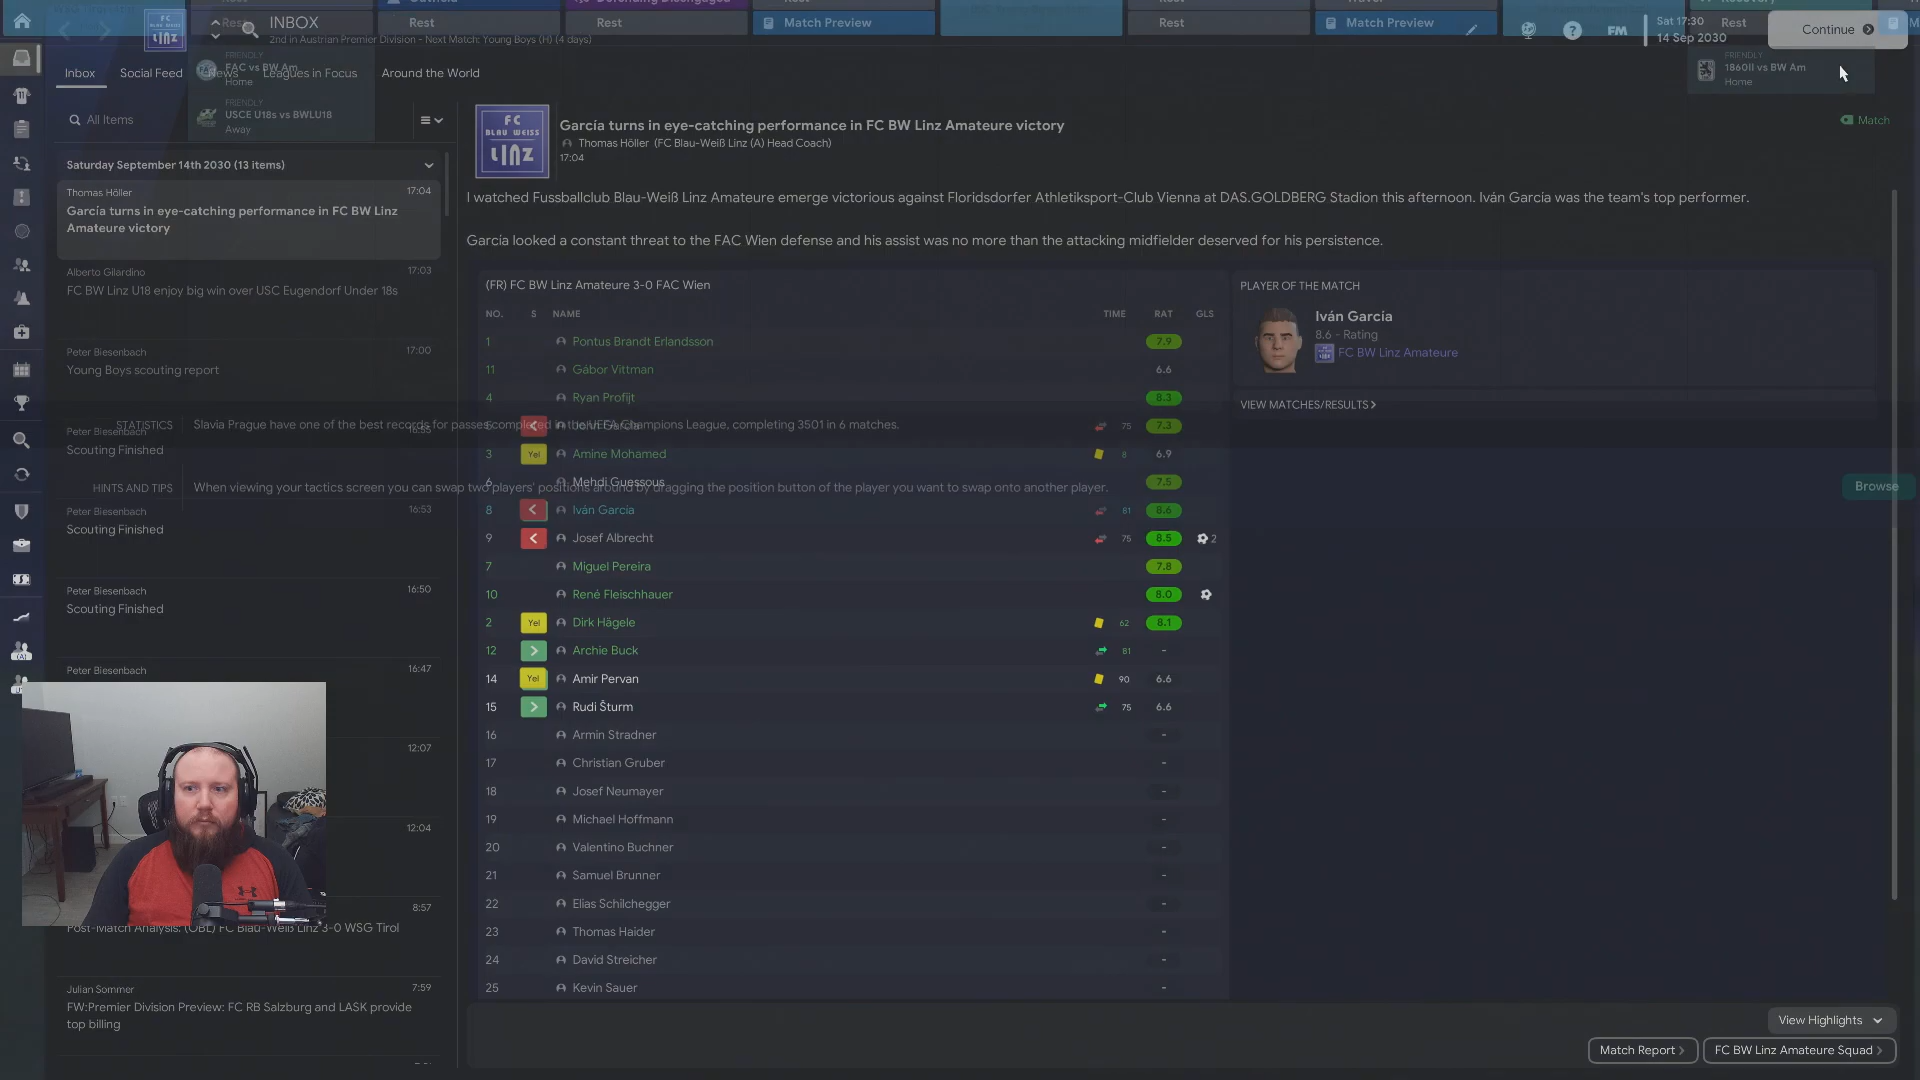 Outfield
Defending Disengaged
Rest
Rest
Rest
Match Preview
Rest
Match Preview
Rest
INBOX
2nd in Austrian Premier Division - Next Match: Young Boys (H) (4 days)
FM
Sat 17:30
14 Sep 2030
Continue
FC
BLAU WEISS
LINZ
Inbox
Social Feed
News
Leagues in Focus
Around the World
FRIENDLY
FAC vs BW Am
Home
FRIENDLY
USCE U18s vs BWLU18
Away
FRIENDLY
1860II vs BW Am
Home
All Items
Match
Saturday September 14th 2030 (13 items)
Thomas Höller 17:04
García turns in eye-catching performance in FC BW Linz
Amateure victory
Alberto Gilardino 17:03
FC BW Linz U18 enjoy big win over USC Eugendorf Under 18s
Peter Biesenbach 17:00
Young Boys scouting report
Peter Biesenbach 16:55
Scouting Finished
Peter Biesenbach 16:53
Scouting Finished
Peter Biesenbach 16:50
Scouting Finished
Peter Biesenbach 16:47
12:07
12:04
8:57
Post-Match Analysis: (ÖBL) FC Blau-Weiß Linz 3-0 WSG Tirol
Julian Sommer 7:59
FW:Premier Division Preview: FC RB Salzburg and LASK provide
top billing
FC
BLAU WEISS
LINZ
García turns in eye-catching performance in FC BW Linz Amateure victory
Thomas Höller (FC Blau-Weiß Linz (A) Head Coach)
17:04
I watched Fussballclub Blau-Weiß Linz Amateure emerge victorious against Floridsdorfer Athletiksport-Club Vienna at DAS.GOLDBERG Stadion this afternoon. Iván García was the team's top performer.
García looked a constant threat to the FAC Wien defense and his assist was no more than the attacking midfielder deserved for his persistence.
(FR) FC BW Linz Amateure 3-0 FAC Wien
NO. S NAME TIME RAT GLS
1 Pontus Brandt Erlandsson 7.9
11 Gábor Vittman 6.6
4 Ryan Profijt 8.3
5 García 75 7.3
3 Yel Amine Mohamed 8 6.9
6 Mehdi Guessous 7.5
8 Iván García 81 8.6
9 Josef Albrecht 75 8.5 2
7 Miguel Pereira 7.8
10 René Fleischhauer 8.0
2 Yel Dirk Hägele 62 8.1
12 Archie Buck 81 -
14 Yel Amir Pervan 90 6.6
15 Rudi Šturm 75 6.6
16 Armin Stradner -
17 Christian Gruber -
18 Josef Neumayer -
19 Michael Hoffmann -
20 Valentino Buchner -
21 Samuel Brunner -
22 Elias Schilchegger -
23 Thomas Haider -
24 David Streicher -
25 Kevin Sauer -
PLAYER OF THE MATCH
Iván García
8.6 - Rating
FC BW Linz Amateure
VIEW MATCHES/RESULTS
STATISTICS Slavia Prague have one of the best records for passes completed in the UEFA Champions League, completing 3501 in 6 matches.
HINTS AND TIPS When viewing your tactics screen you can swap two players' positions around by dragging the position button of the player you want to swap onto another player.
Browse
View Highlights
Match Report
FC BW Linz Amateure Squad